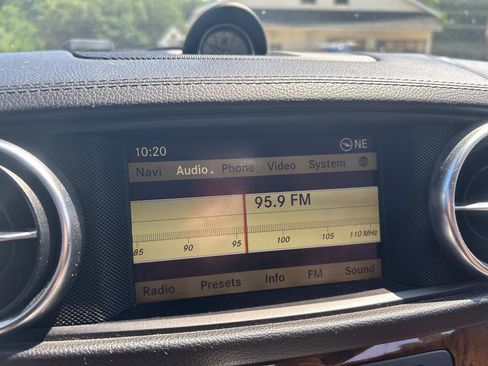 10:20 NE
Navi Audio Phone Video System
95.9 FM
85 90 95 100 105 110 MHz
Radio Presets Info FM Sound